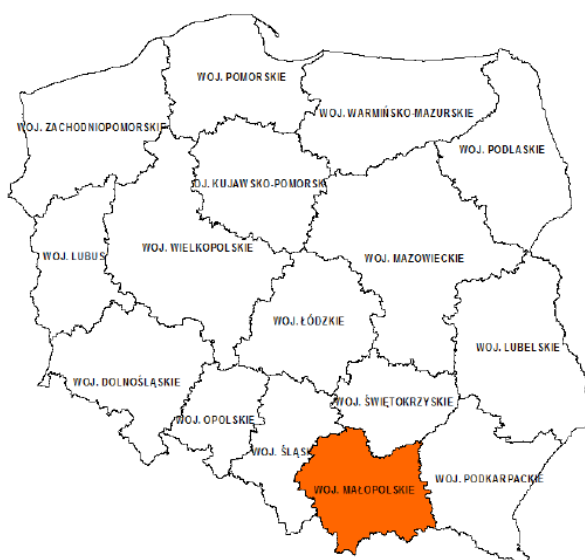 WOJ. POMORSKIE
WOJ. WARMIŃSKO-MAZURSKIE
WOJ. ZACHODNIOPOMORSKIE
WOJ. PODLASKIE
OJ. KUJAWSKO-POMORSK
WOJ. WIELKOPOLSKIE
WOJ. LUBUS
WOJ. MAZOWIECKIE
WOJ. ŁÓDZKIE
WOJ. LUBELSKIE
WOJ. DOLNOŚLĄSKIE
WOJ. ŚWIĘTOKRZYSKIE
WOJ. OPOLSKIE
WOJ. ŚLĄSK
WOJ. PODKARPACKIE
WOJ. MAŁOPOLSKIE